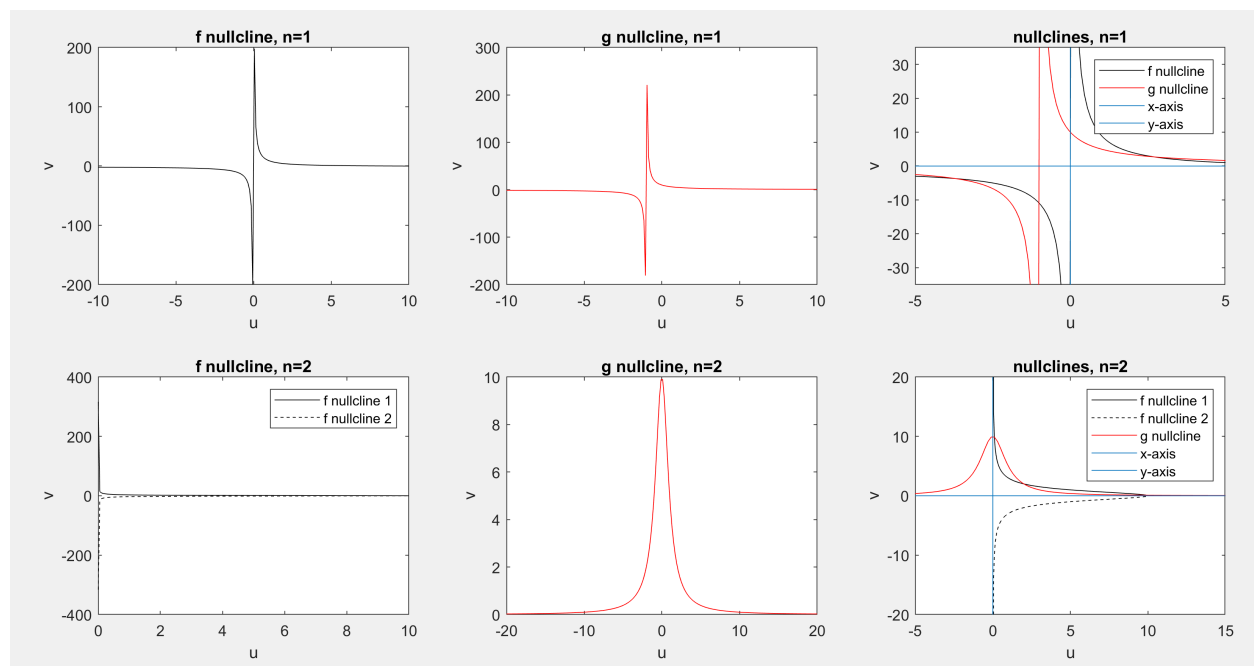 f nullcline, n=1
200
100
0
-100
-200
v
-10
-5
0
5
10
u
g nullcline, n=1
300
200
100
0
-100
-200
v
-10
-5
0
5
10
u
nullclines, n=1
30
20
10
0
-10
-20
-30
v
f nullcline
g nullcline
x-axis
y-axis
-5
0
5
u
f nullcline, n=2
400
200
0
-200
-400
v
f nullcline 1
f nullcline 2
0
2
4
6
8
10
u
g nullcline, n=2
10
8
6
4
2
0
v
-20
-10
0
10
20
u
nullclines, n=2
20
10
0
-10
-20
v
f nullcline 1
f nullcline 2
g nullcline
x-axis
y-axis
-5
0
5
10
15
u